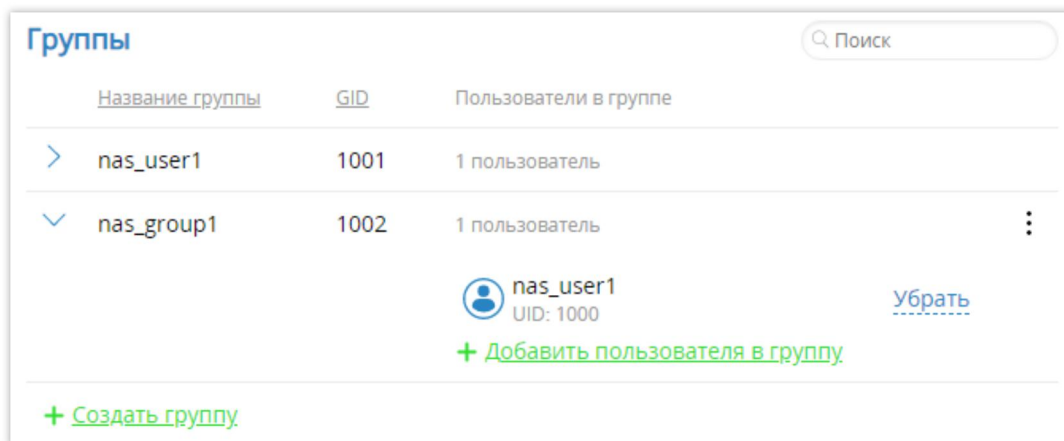 Группы
Поиск
Название группы GID Пользователи в группе
nas_user1 1001 1 пользователь
nas_group1 1002 1 пользователь
nas_user1 Убрать
UID: 1000
+ Добавить пользователя в группу
+ Создать группу